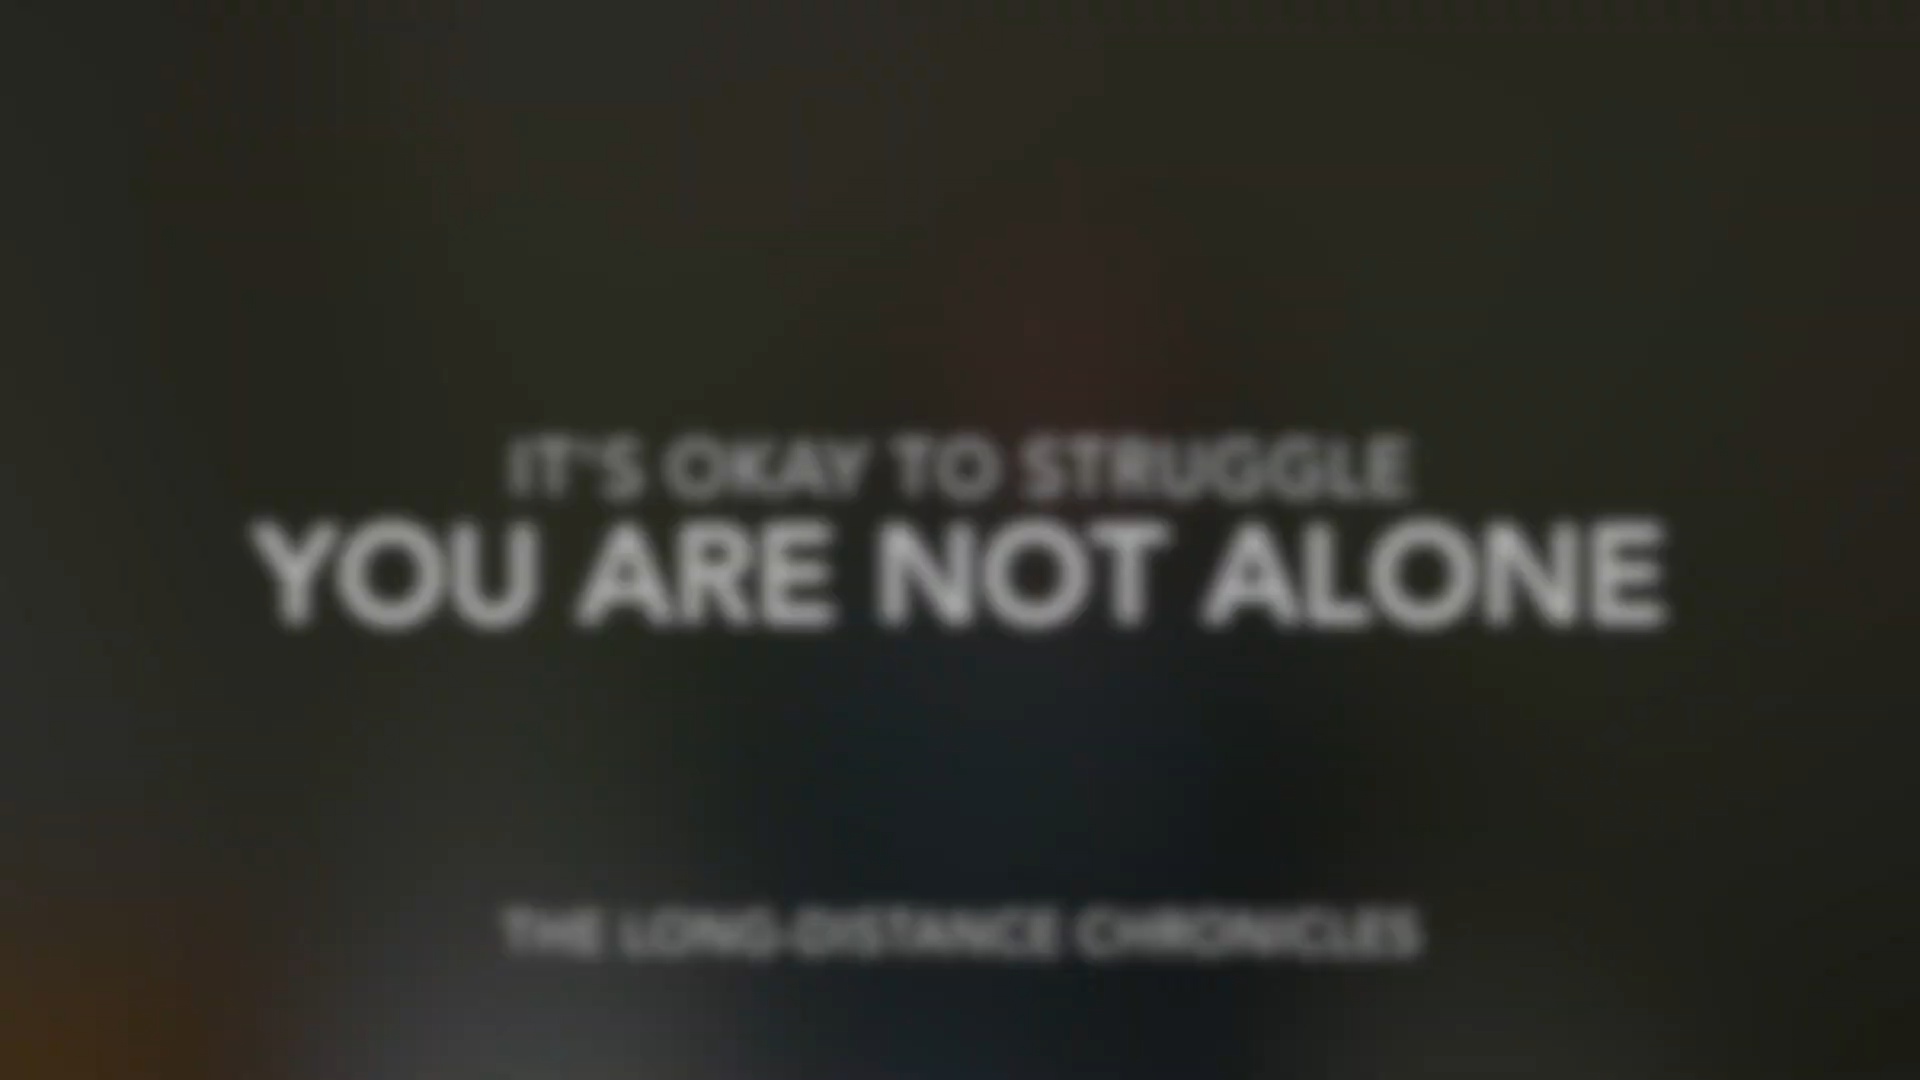 IT'S OKAY TO STRUGGLE
YOU ARE NOT ALONE
THE LONG-DISTANCE CHRONICLES